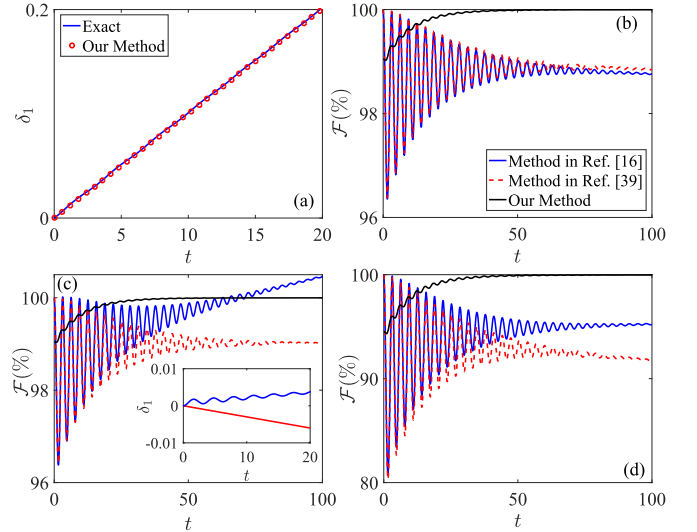 0.2
Exact
Our Method
δ₁
(a)
0
0 5 10 15 20
t
100
(b)
98
F(%)
Method in Ref. [16]
Method in Ref. [39]
Our Method
96
0 50 100
t
(c)
100
98
F(%)
0.01
0
-0.01
δ₁
0 10 20
t
96
0 50 100
t
100
90
F(%)
80
(d)
0 50 100
t